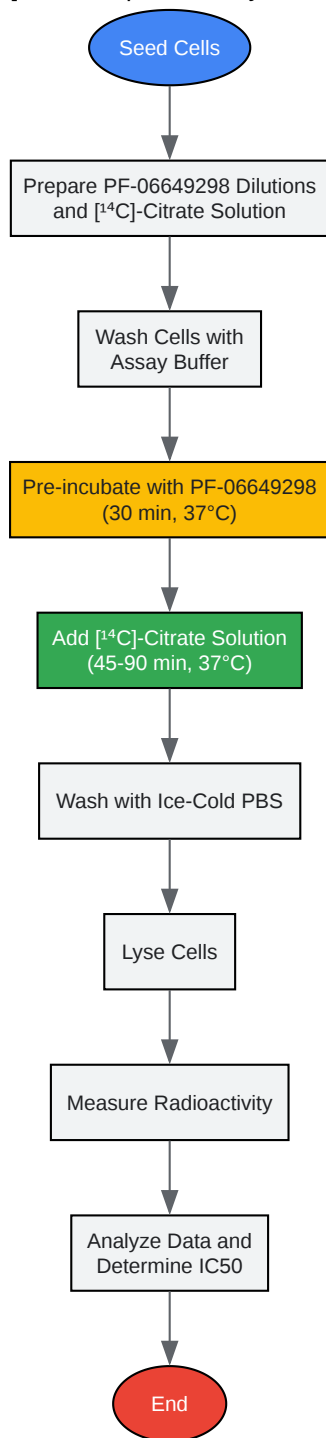 Seed Cells
Prepare PF-06649298 Dilutions
and [¹⁴C]-Citrate Solution
Wash Cells with
Assay Buffer
Pre-incubate with PF-06649298
(30 min, 37°C)
Add [¹⁴C]-Citrate Solution
(45-90 min, 37°C)
Wash with Ice-Cold PBS
Lyse Cells
Measure Radioactivity
Analyze Data and
Determine IC50
End